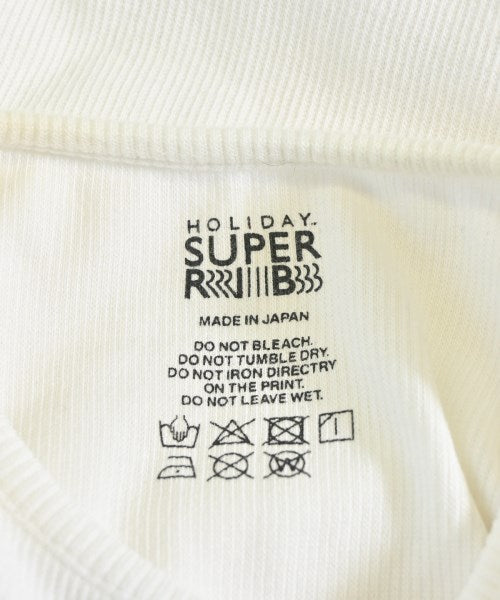 HOLIDAY™
SUPER
RIB
MADE IN JAPAN
DO NOT BLEACH.
DO NOT TUMBLE DRY.
DO NOT IRON DIRECTRY
ON THE PRINT.
DO NOT LEAVE WET.
W